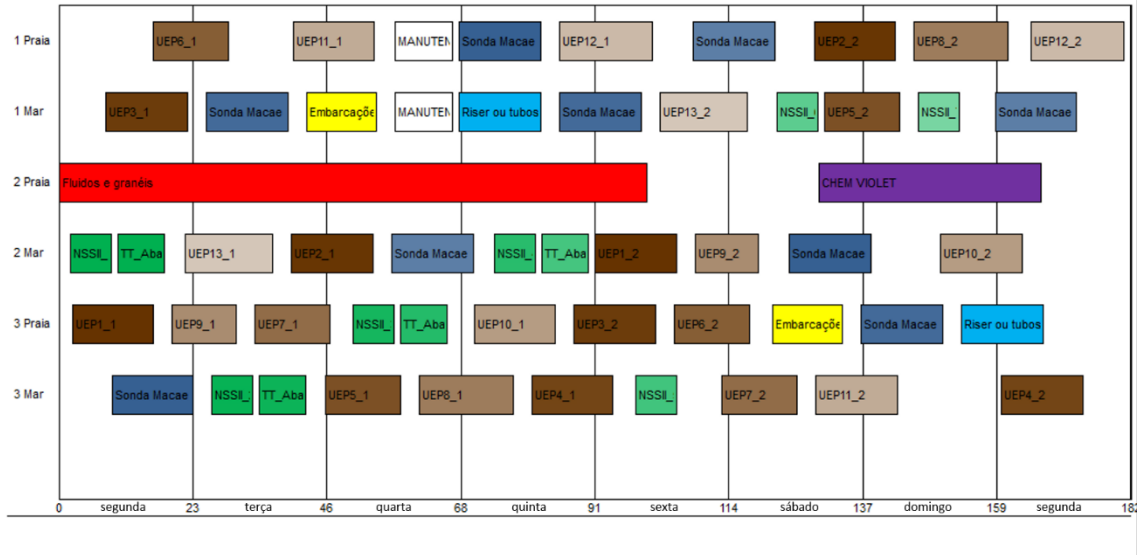 1 Praia UEP6_1 UEP11_1 MANUTEN Sonda Macae UEP12_1 Sonda Macae UEP2_2 UEP8_2 UEP12_2
1 Mar UEP3_1 Sonda Macae Embarcaçõe MANUTEN Riser ou tubos Sonda Macae UEP13_2 NSSII_ UEP5_2 NSSII_ Sonda Macae
2 Praia Fluidos e granéis CHEM VIOLET
2 Mar NSSII_ TT_Aba UEP13_1 UEP2_1 Sonda Macae NSSII_ TT_Aba UEP1_2 UEP9_2 Sonda Macae UEP10_2
3 Praia UEP1_1 UEP9_1 UEP7_1 NSSII_ TT_Aba UEP10_1 UEP3_2 UEP6_2 Embarcaçõe Sonda Macae Riser ou tubos
3 Mar Sonda Macae NSSII_ TT_Aba UEP5_1 UEP8_1 UEP4_1 NSSII_ UEP7_2 UEP11_2 UEP4_2
0 segunda 23 terça 46 quarta 68 quinta 91 sexta 114 sábado 137 domingo 159 segunda 182